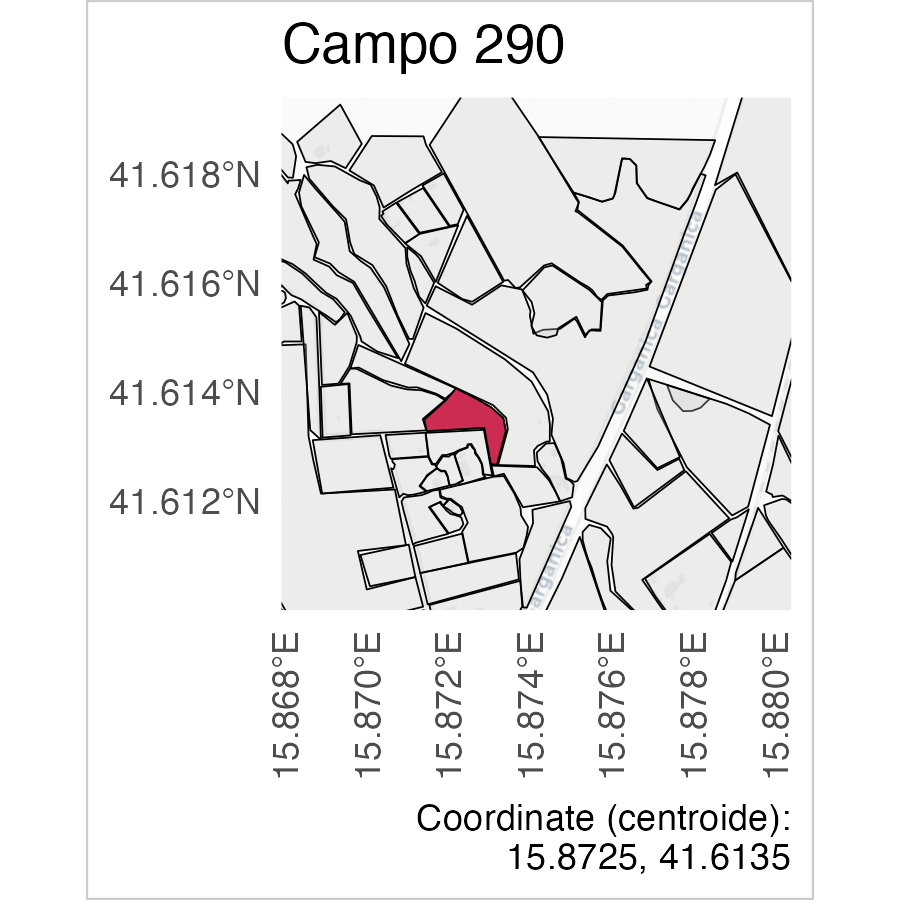 Campo 290
41.618°N
41.616°N
41.614°N
41.612°N
Garganica Garganica
Garganica
15.868°E
15.870°E
15.872°E
15.874°E
15.876°E
15.878°E
15.880°E
Coordinate (centroide):
15.8725, 41.6135